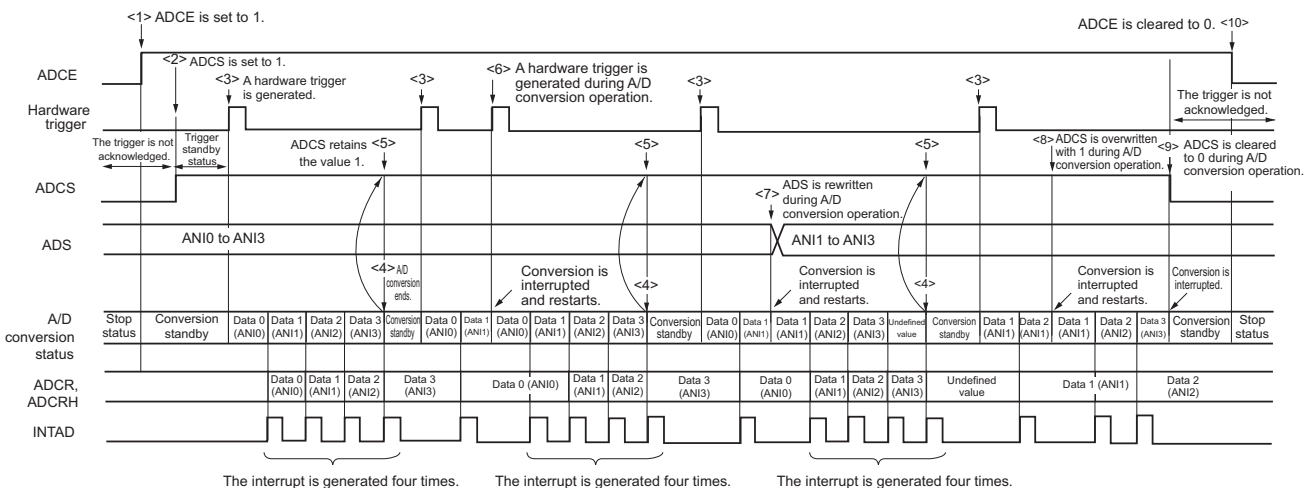 <1> ADCE is set to 1.
ADCE is cleared to 0. <10>
<2> ADCS is set to 1.
ADCE
<3> A hardware trigger
is generated.
<3>
<6> A hardware trigger is
generated during A/D
conversion operation.
<3>
<3>
The trigger is not
acknowledged.
Hardware
trigger
The trigger is not
acknowledged.
Trigger
standby
status
ADCS retains
the value 1.
<5>
<5>
<5>
<8> ADCS is overwritten
with 1 during A/D
conversion operation.
<9> ADCS is cleared
to 0 during A/D
conversion operation.
ADCS
<7> ADS is rewritten
during A/D
conversion operation.
ADS
ANI0 to ANI3
ANI1 to ANI3
<4> A/D
conversion
ends.
Conversion is
interrupted
and restarts.
<4>
Conversion is
interrupted
and restarts.
<4>
Conversion is
interrupted
and restarts.
Conversion is
interrupted.
A/D
conversion
status
Stop
status
Conversion
standby
Data 0
(ANI0)
Data 1
(ANI1)
Data 2
(ANI2)
Data 3
(ANI3)
Conversion
standby
Data 0
(ANI0)
Data 1
(ANI1)
Data 0
(ANI0)
Data 1
(ANI1)
Data 2
(ANI2)
Data 3
(ANI3)
Conversion
standby
Data 0
(ANI0)
Data 1
(ANI1)
Data 1
(ANI1)
Data 2
(ANI2)
Data 3
(ANI3)
Undefined
value
Conversion
standby
Data 1
(ANI1)
Data 2
(ANI1)
Data 1
(ANI1)
Data 2
(ANI2)
Data 3
(ANI3)
Conversion
standby
Stop
status
ADCR,
ADCRH
Data 0
(ANI0)
Data 1
(ANI1)
Data 2
(ANI2)
Data 3
(ANI3)
Data 0 (ANI0)
Data 1
(ANI1)
Data 2
(ANI2)
Data 3
(ANI3)
Data 0
(ANI0)
Data 1
(ANI1)
Data 2
(ANI2)
Data 3
(ANI3)
Undefined
value
Data 1 (ANI1)
Data 2
(ANI2)
INTAD
The interrupt is generated four times.
The interrupt is generated four times.
The interrupt is generated four times.